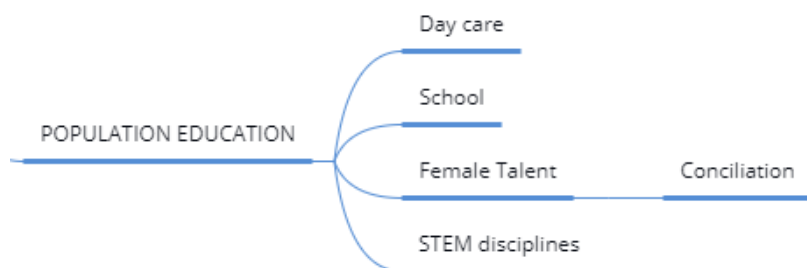 Day care
School
POPULATION EDUCATION
Female Talent
Conciliation
STEM disciplines